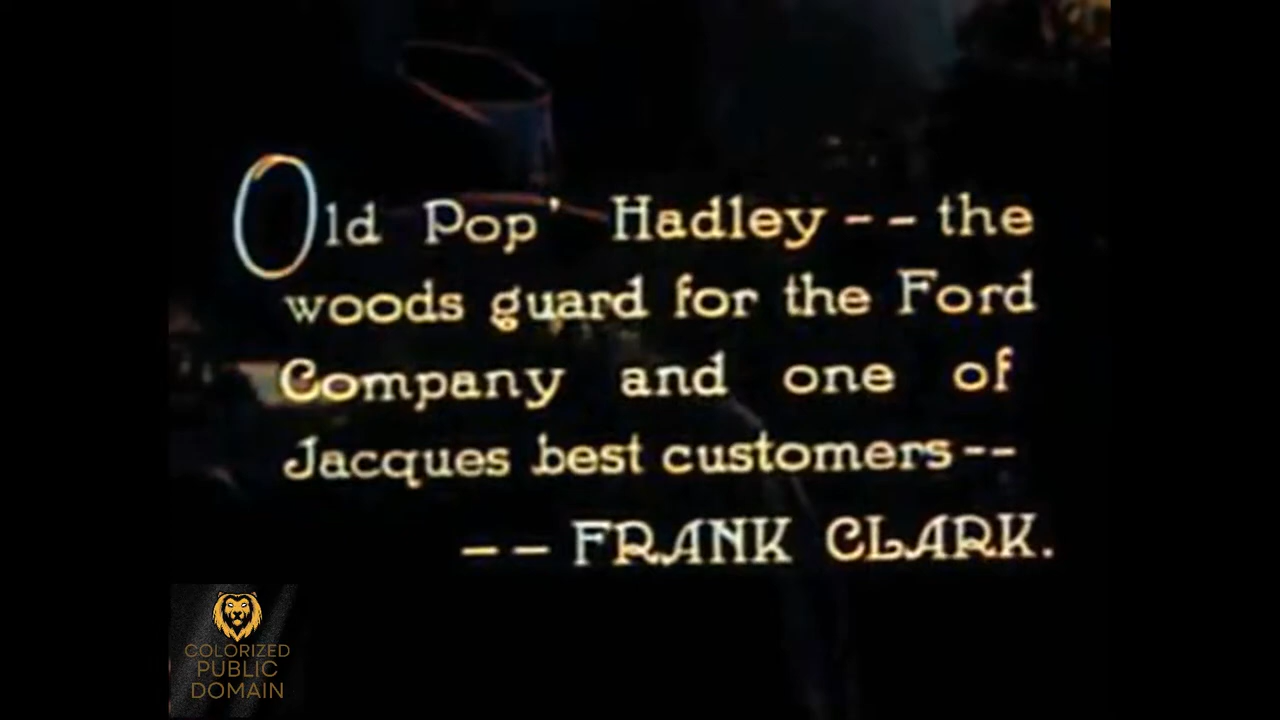 Old Pop' Hadley -- the
woods guard for the Ford
Company and one of
Jacques best customers--
-- FRANK CLARK.
COLORIZED
PUBLIC
DOMAIN